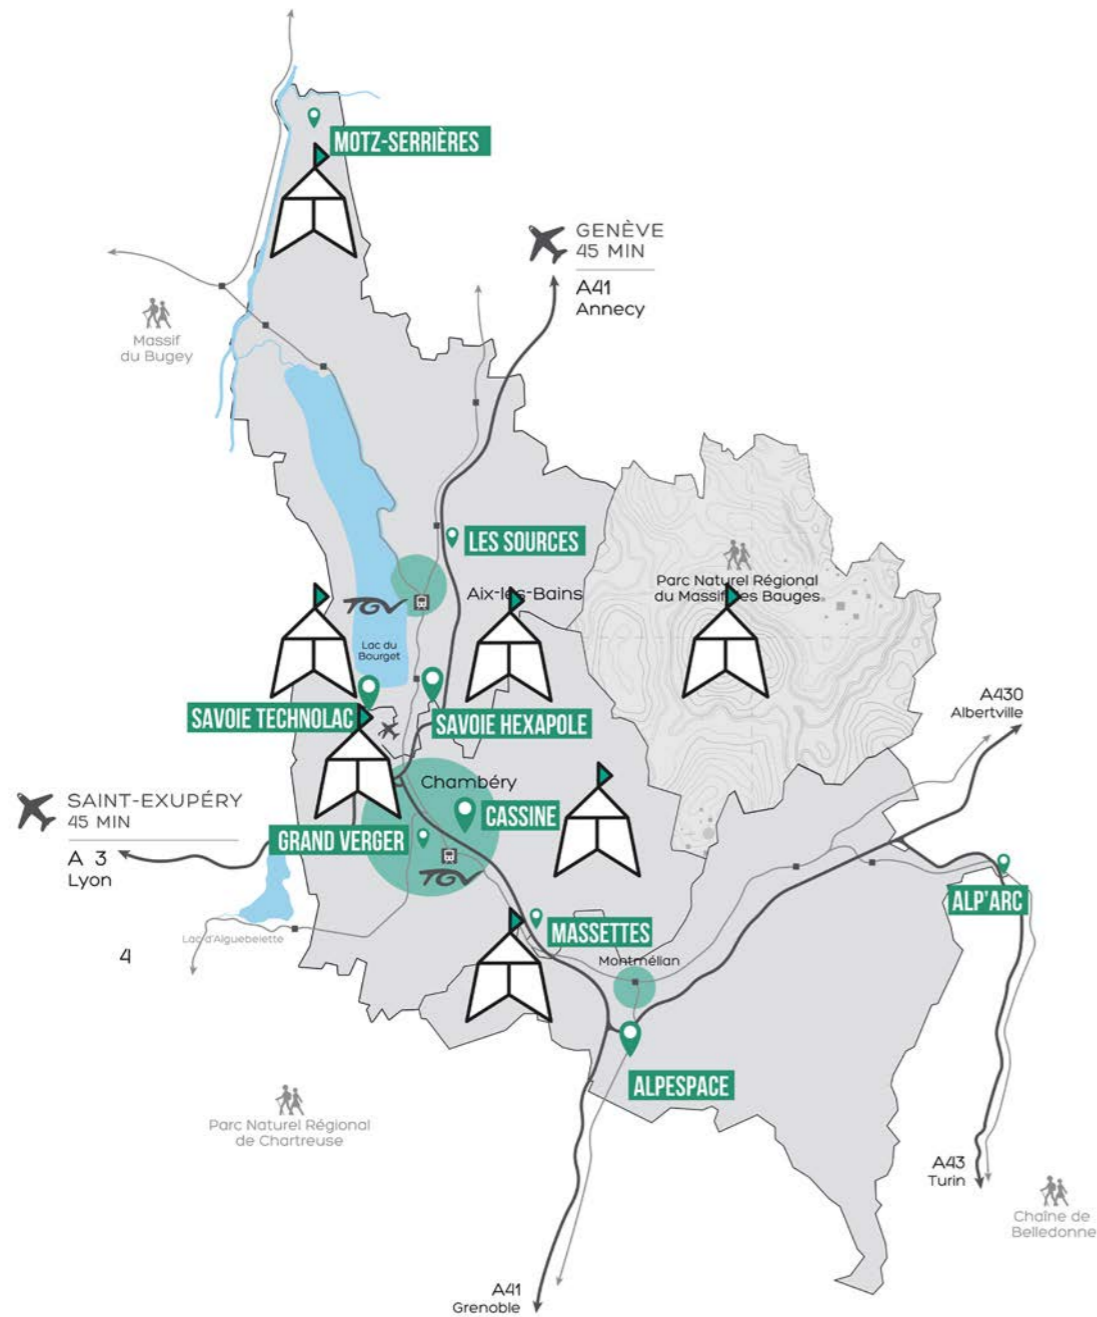 MOTZ-SERRIÈRES
GENÈVE
45 MIN
A41
Annecy
Massif
du Bugey
LES SOURCES
Aix-les-Bains
Parc Naturel Régional
du Massif des Bauges
TGV
Lac du
Bourget
SAVOIE TECHNOLAC
SAVOIE HEXAPOLE
A430
Albertville
Chambéry
SAINT-EXUPÉRY
45 MIN
CASSINE
GRAND VERGER
A 3
Lyon
TGV
ALP'ARC
MASSETTES
Lac d'Aiguebelette
4
Montmélian
ALPESPACE
Parc Naturel Régional
de Chartreuse
A43
Turin
Chaîne de
Belledonne
A41
Grenoble